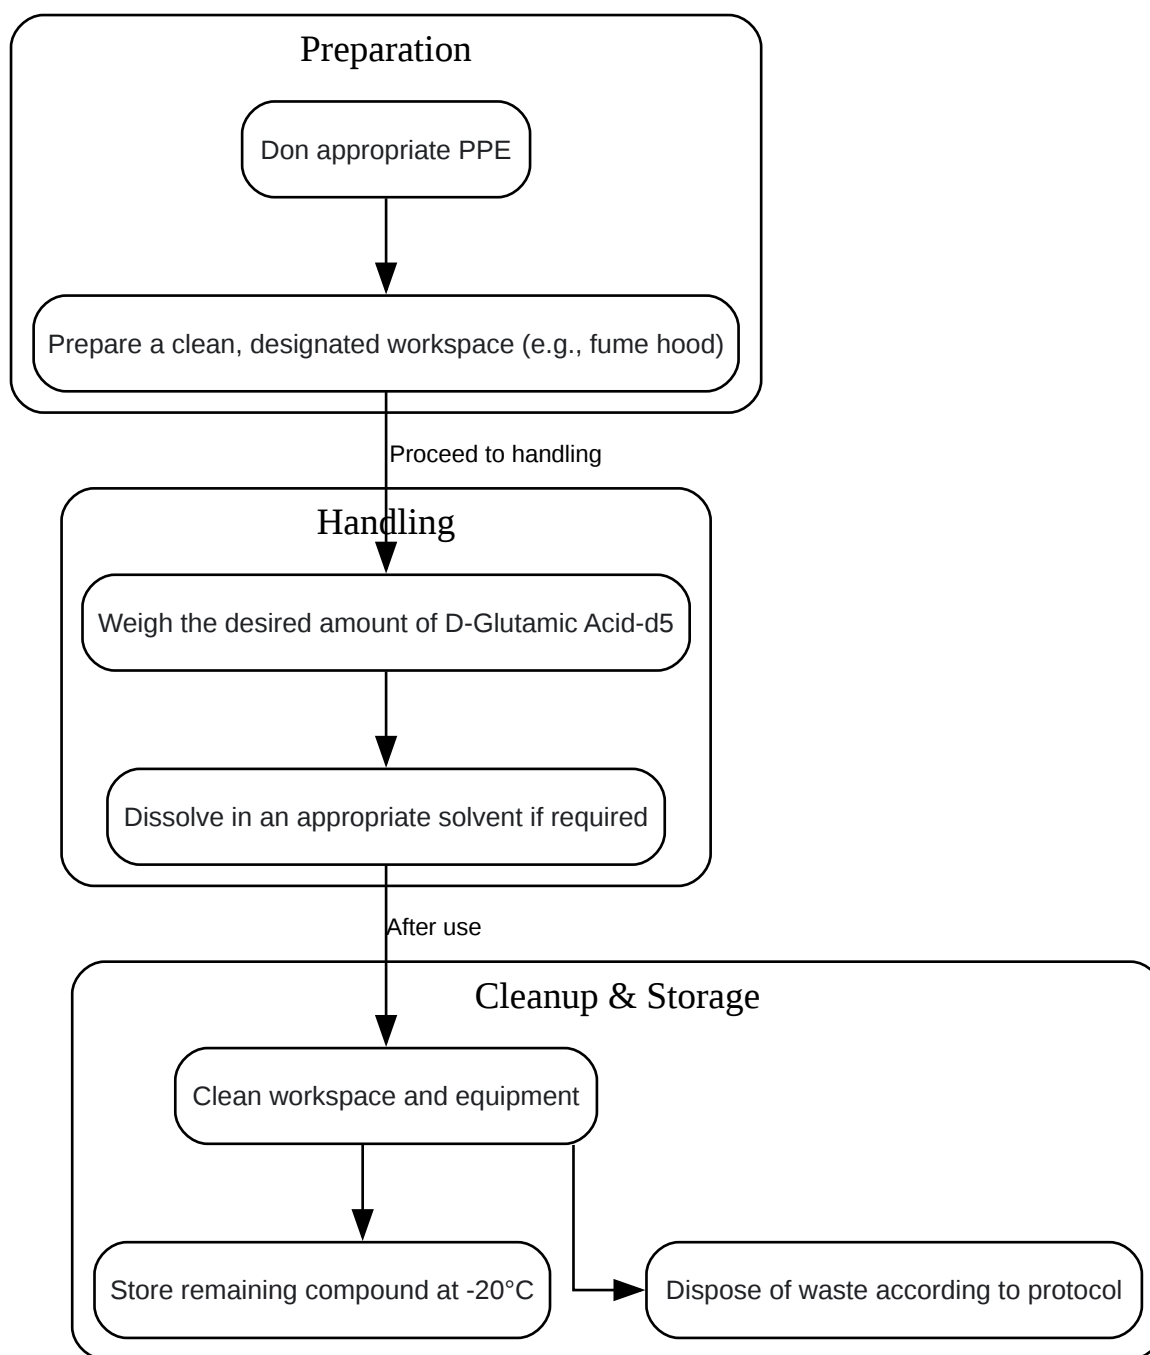 Preparation
Don appropriate PPE
Prepare a clean, designated workspace (e.g., fume hood)
Proceed to handling
Handling
Weigh the desired amount of D-Glutamic Acid-d5
Dissolve in an appropriate solvent if required
After use
Cleanup & Storage
Clean workspace and equipment
Store remaining compound at -20°C
Dispose of waste according to protocol